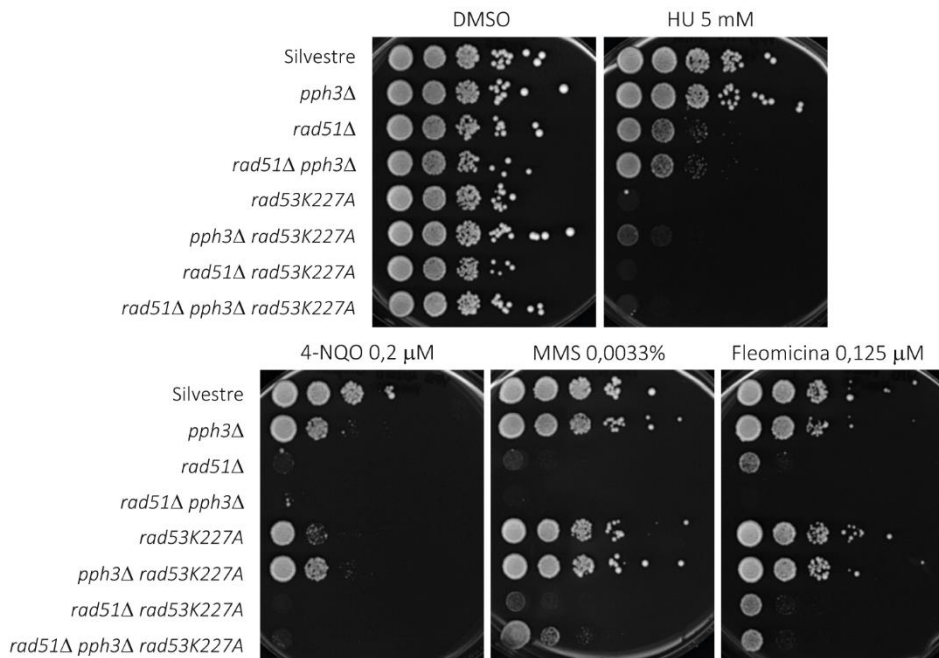 DMSO
HU 5 mM
Silvestre
pph3Δ
rad51Δ
rad51Δ pph3Δ
rad53K227A
pph3Δ rad53K227A
rad51Δ rad53K227A
rad51Δ pph3Δ rad53K227A
4-NQO 0,2 µM
MMS 0,0033%
Fleomicina 0,125 µM
Silvestre
pph3Δ
rad51Δ
rad51Δ pph3Δ
rad53K227A
pph3Δ rad53K227A
rad51Δ rad53K227A
rad51Δ pph3Δ rad53K227A